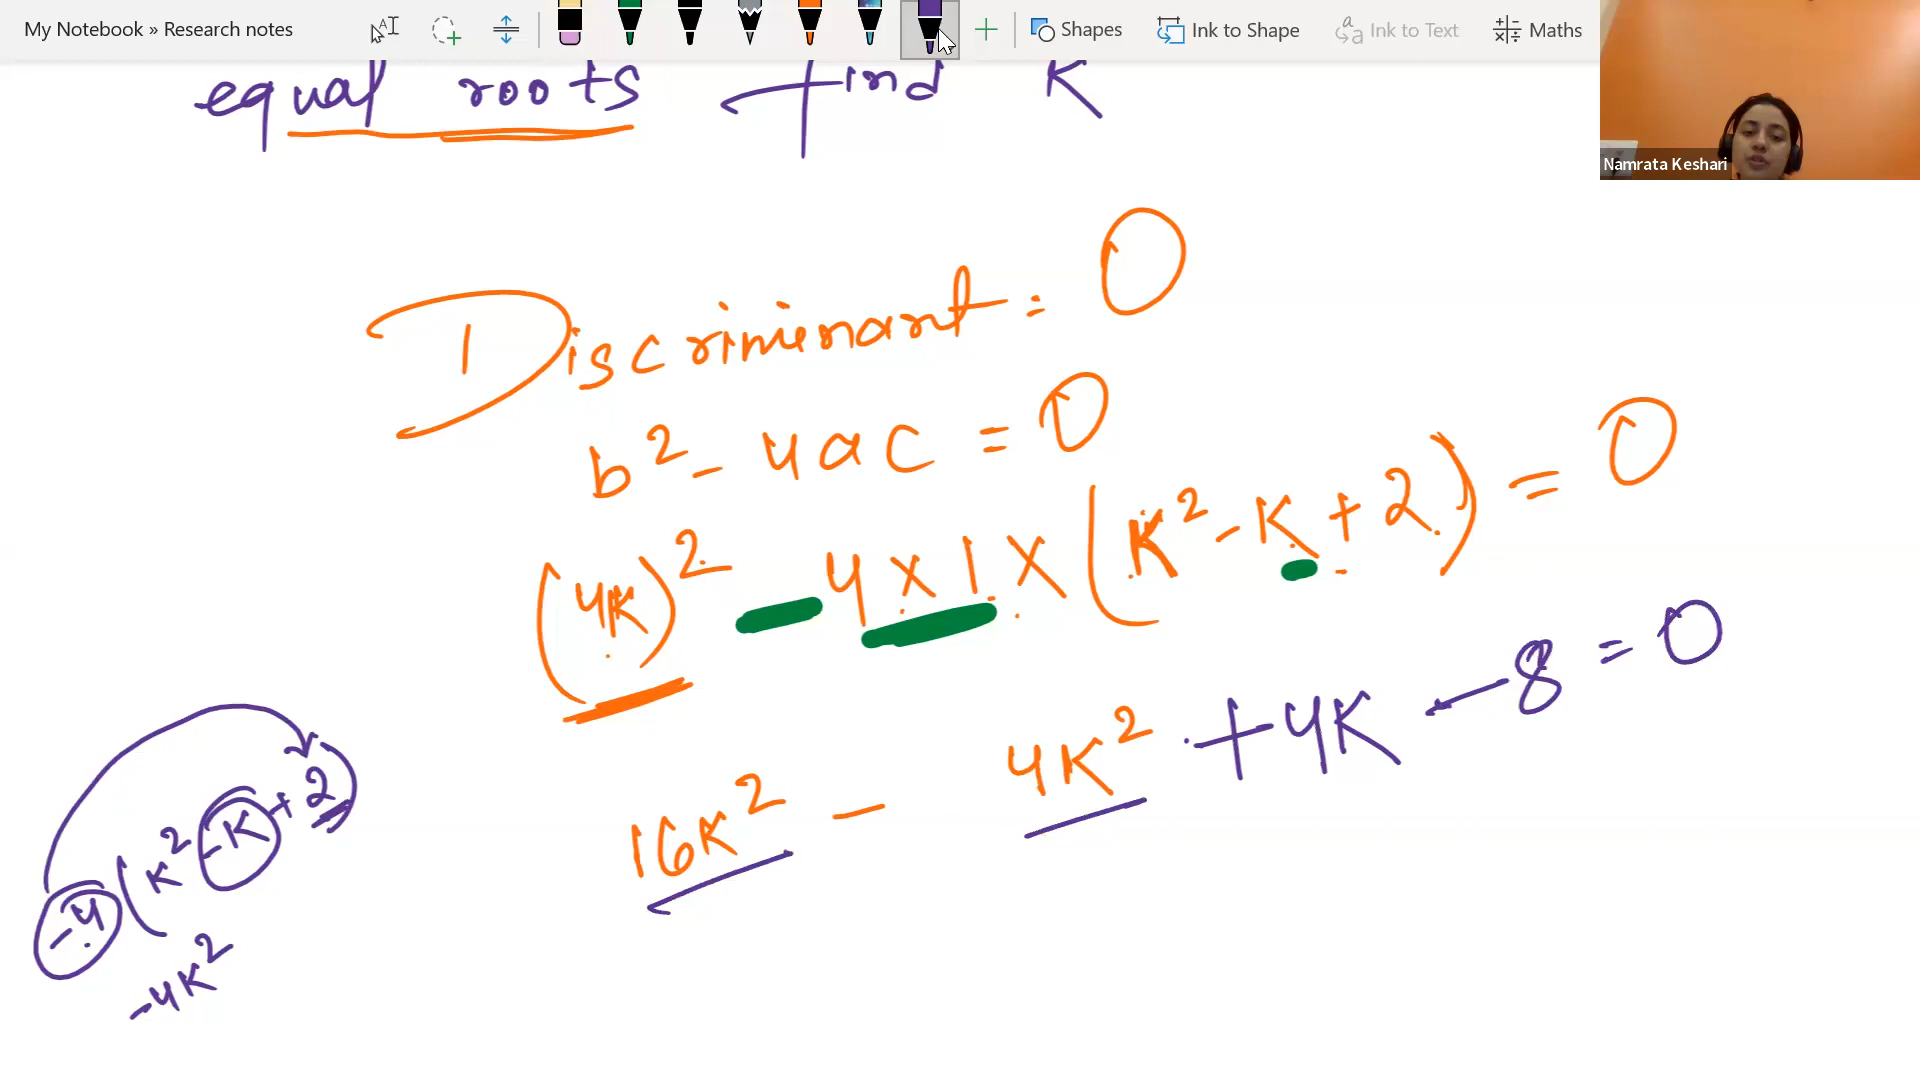 My Notebook » Research notes
Shapes
Ink to Shape
Ink to Text
Maths
Namrata Keshari
equal roots find K
Discriminant = 0
b² - 4ac = 0
(4K)² - 4 × 1 × (K² - K + 2) = 0
16K² - 4K² + 4K - 8 = 0
-4(K² - K + 2)
-4K²